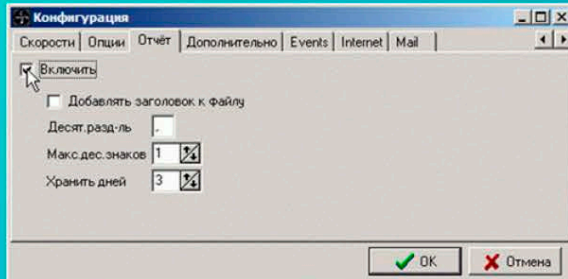 Конфигурация
Скорости Опции Отчёт Дополнительно Events Internet Mail
Включить
Добавлять заголовок к файлу
Десят.разд-ль .
Макс.дес.знаков 1
Хранить дней 3
OK Отмена